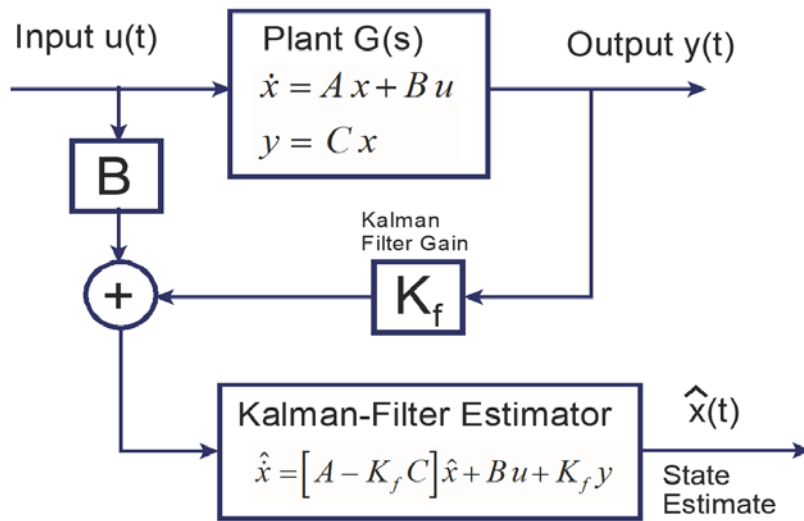 Input u(t)
Plant G(s)
ẋ = A x + B u
y = C x
Output y(t)
B
Kalman
Filter Gain
+
K_f
Kalman-Filter Estimator
x̂̇ = [A − K_f C] x̂ + B u + K_f y
x̂(t)
State
Estimate